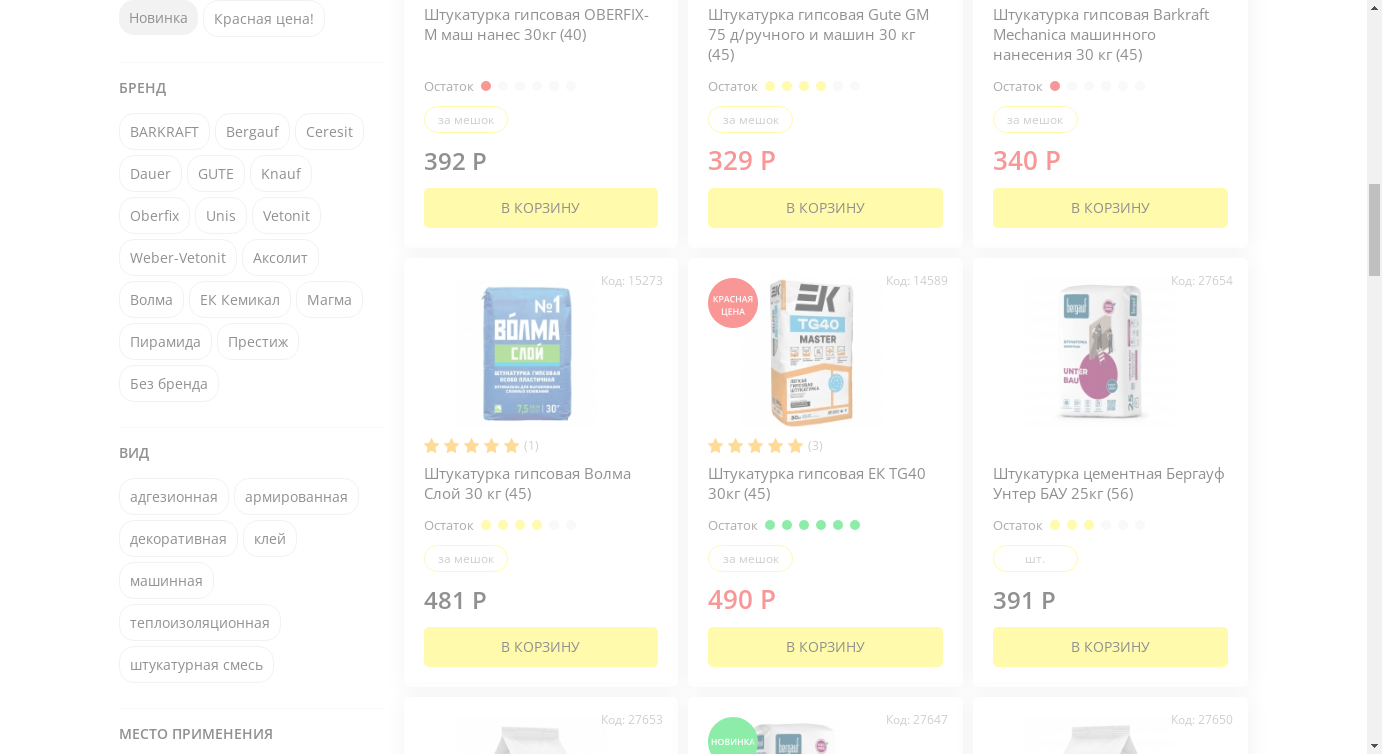 Новинка
Красная цена!
БРЕНД
BARKRAFT
Bergauf
Ceresit
Dauer
GUTE
Knauf
Oberfix
Unis
Vetonit
Weber-Vetonit
Аксолит
Волма
ЕК Кемикал
Магма
Пирамида
Престиж
Без бренда
ВИД
адгезионная
армированная
декоративная
клей
машинная
теплоизоляционная
штукатурная смесь
МЕСТО ПРИМЕНЕНИЯ
Штукатурка гипсовая OBERFIX-
М маш нанес 30кг (40)
Остаток
за мешок
392 Р
В КОРЗИНУ
Штукатурка гипсовая Gute GM
75 д/ручного и машин 30 кг
(45)
Остаток
за мешок
329 Р
В КОРЗИНУ
Штукатурка гипсовая Barkraft
Mechanica машинного
нанесения 30 кг (45)
Остаток
за мешок
340 Р
В КОРЗИНУ
Код: 15273
№1
ВОЛМА
СЛОЙ
ШТУКАТУРКА ГИПСОВАЯ
ОСОБО ПЛАСТИЧНАЯ
(1)
Штукатурка гипсовая Волма
Слой 30 кг (45)
Остаток
за мешок
481 Р
В КОРЗИНУ
Код: 14589
КРАСНАЯ
ЦЕНА
ЕК
TG40
MASTER
ЛЕГКАЯ
ГИПСОВАЯ
ШТУКАТУРКА
(3)
Штукатурка гипсовая ЕК TG40
30кг (45)
Остаток
за мешок
490 Р
В КОРЗИНУ
Код: 27654
bergauf
UNTER
BAU
Штукатурка цементная Бергауф
Унтер БАУ 25кг (56)
Остаток
шт.
391 Р
В КОРЗИНУ
Код: 27653
Код: 27647
НОВИНКА
Код: 27650